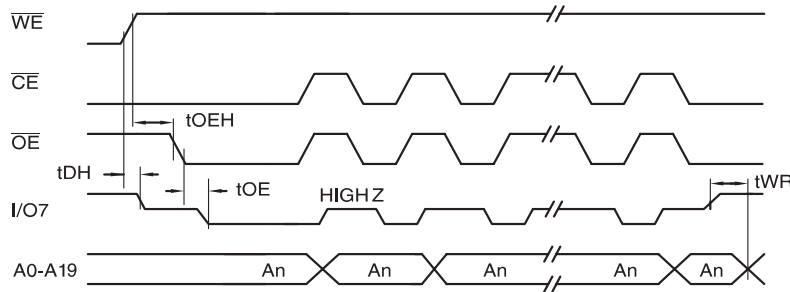 WE
CE
tOEH
OE
tDH
tOE
HIGH Z
tWR
I/O7
A0-A19 An An An An An